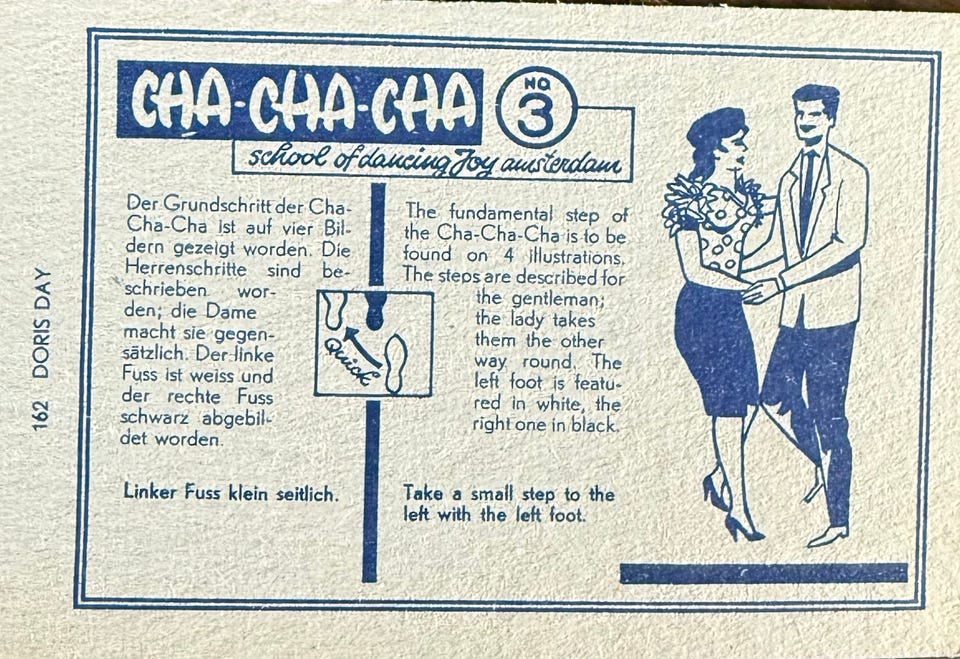 CHA-CHA-CHA
NO
3
school of dancing Joy amsterdam
Der Grundschritt der Cha-
Cha-Cha ist auf vier Bil-
dern gezeigt worden. Die
Herrenschritte sind be-
schrieben wor-
den; die Dame
macht sie gegen-
sätzlich. Der linke
Fuss ist weiss und
der rechte Fuss
schwarz abgebil-
det worden.
Linker Fuss klein seitlich.
Quick
The fundamental step of
the Cha-Cha-Cha is to be
found on 4 illustrations.
The steps are described for
the gentleman;
the lady takes
them the other
way round. The
left foot is featu-
red in white, the
right one in black.
Take a small step to the
left with the left foot.
162 DORIS DAY